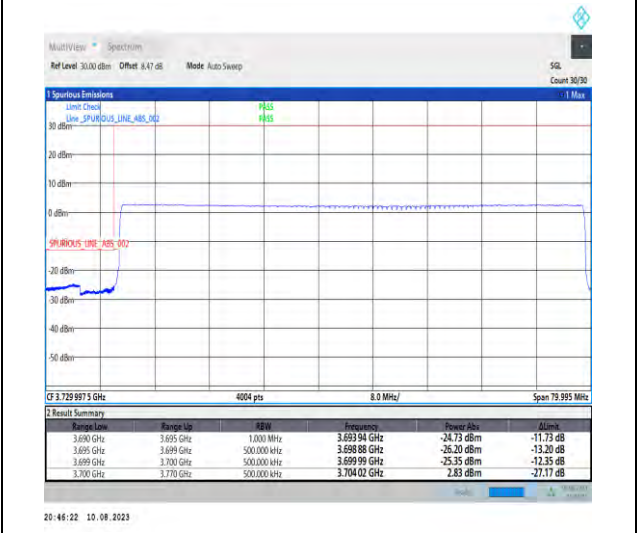 MultiView Spectrum
Ref Level 30.00 dBm Offset 8.47 dB Mode Auto Sweep SGL
Count 30/30
1 Spurious Emissions 1 Max
Limit Check PASS
Line _SPURIOUS_LINE_ABS_002 PASS
30 dBm
20 dBm
10 dBm
0 dBm
SPURIOUS_LINE_ABS_002
-20 dBm
-30 dBm
-40 dBm
-50 dBm
CF 3.729 997 5 GHz 4004 pts 8.0 MHz/ Span 79.995 MHz
2 Result Summary
Range Low Range Up RBW Frequency Power Abs ΔLimit
3.690 GHz 3.695 GHz 1.000 MHz 3.693 94 GHz -24.73 dBm -11.73 dB
3.695 GHz 3.699 GHz 500.000 kHz 3.698 88 GHz -26.20 dBm -13.20 dB
3.699 GHz 3.700 GHz 500.000 kHz 3.699 99 GHz -25.35 dBm -12.35 dB
3.700 GHz 3.770 GHz 500.000 kHz 3.704 02 GHz 2.83 dBm -27.17 dB
20:46:22 10.08.2023